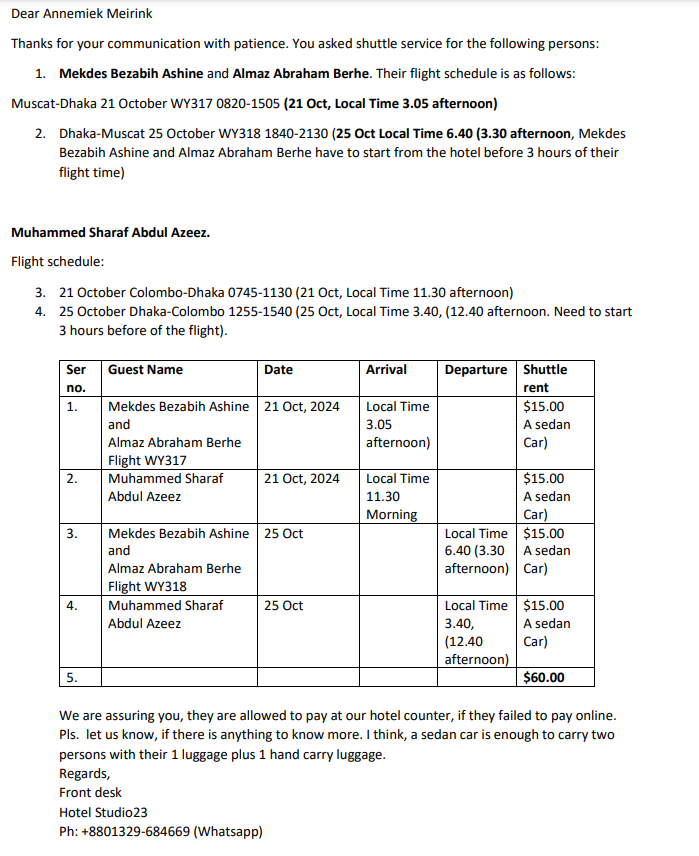 Dear Annemiek Meirink
Thanks for your communication with patience. You asked shuttle service for the following persons:
1. Mekdes Bezabih Ashine and Almaz Abraham Berhe. Their flight schedule is as follows:
Muscat-Dhaka 21 October WY317 0820-1505 (21 Oct, Local Time 3.05 afternoon)
2. Dhaka-Muscat 25 October WY318 1840-2130 (25 Oct Local Time 6.40 (3.30 afternoon, Mekdes
Bezabih Ashine and Almaz Abraham Berhe have to start from the hotel before 3 hours of their
flight time)
Muhammed Sharaf Abdul Azeez.
Flight schedule:
3. 21 October Colombo-Dhaka 0745-1130 (21 Oct, Local Time 11.30 afternoon)
4. 25 October Dhaka-Colombo 1255-1540 (25 Oct, Local Time 3.40, (12.40 afternoon. Need to start
3 hours before of the flight).
Ser no. Guest Name Date Arrival Departure Shuttle rent
1. Mekdes Bezabih Ashine and Almaz Abraham Berhe Flight WY317 21 Oct, 2024 Local Time 3.05 afternoon) $15.00 A sedan Car)
2. Muhammed Sharaf Abdul Azeez 21 Oct, 2024 Local Time 11.30 Morning $15.00 A sedan Car)
3. Mekdes Bezabih Ashine and Almaz Abraham Berhe Flight WY318 25 Oct Local Time 6.40 (3.30 afternoon) $15.00 A sedan Car)
4. Muhammed Sharaf Abdul Azeez 25 Oct Local Time 3.40, (12.40 afternoon) $15.00 A sedan Car)
5. $60.00
We are assuring you, they are allowed to pay at our hotel counter, if they failed to pay online.
Pls. let us know, if there is anything to know more. I think, a sedan car is enough to carry two
persons with their 1 luggage plus 1 hand carry luggage.
Regards,
Front desk
Hotel Studio23
Ph: +8801329-684669 (Whatsapp)